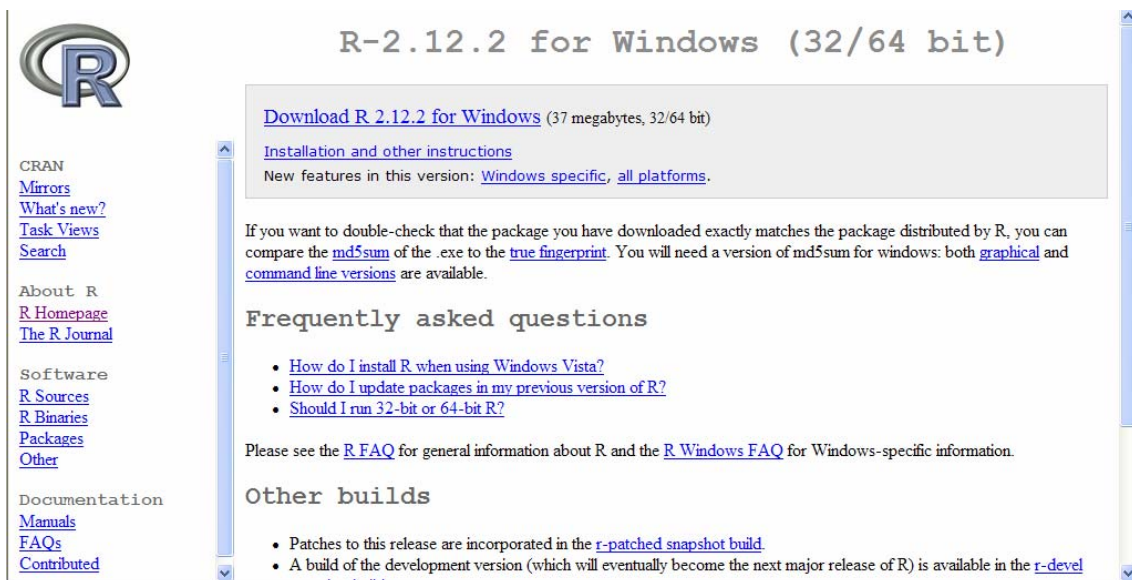 R
CRAN
Mirrors
What's new?
Task Views
Search
About R
R Homepage
The R Journal
Software
R Sources
R Binaries
Packages
Other
Documentation
Manuals
FAQs
Contributed
R-2.12.2 for Windows (32/64 bit)
Download R 2.12.2 for Windows (37 megabytes, 32/64 bit)
Installation and other instructions
New features in this version: Windows specific, all platforms.
If you want to double-check that the package you have downloaded exactly matches the package distributed by R, you can
compare the md5sum of the .exe to the true fingerprint. You will need a version of md5sum for windows: both graphical and
command line versions are available.
Frequently asked questions
• How do I install R when using Windows Vista?
• How do I update packages in my previous version of R?
• Should I run 32-bit or 64-bit R?
Please see the R FAQ for general information about R and the R Windows FAQ for Windows-specific information.
Other builds
• Patches to this release are incorporated in the r-patched snapshot build.
• A build of the development version (which will eventually become the next major release of R) is available in the r-devel